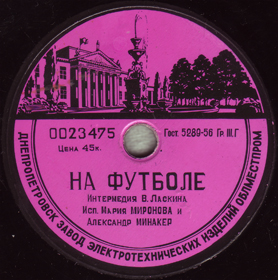 0023475
Гост. 5289-56 Гр. III.Г
Цена 45к.
НА ФУТБОЛЕ
Интермедия В. Ласкина
Исп. Мария Миронова и
Александр Минакер
ДНЕПРОПЕТРОВСК ЗАВОД ЭЛЕКТРОТЕХНИЧЕСКИХ ИЗДЕЛИЙ ОБЛМЕСТПРОМ